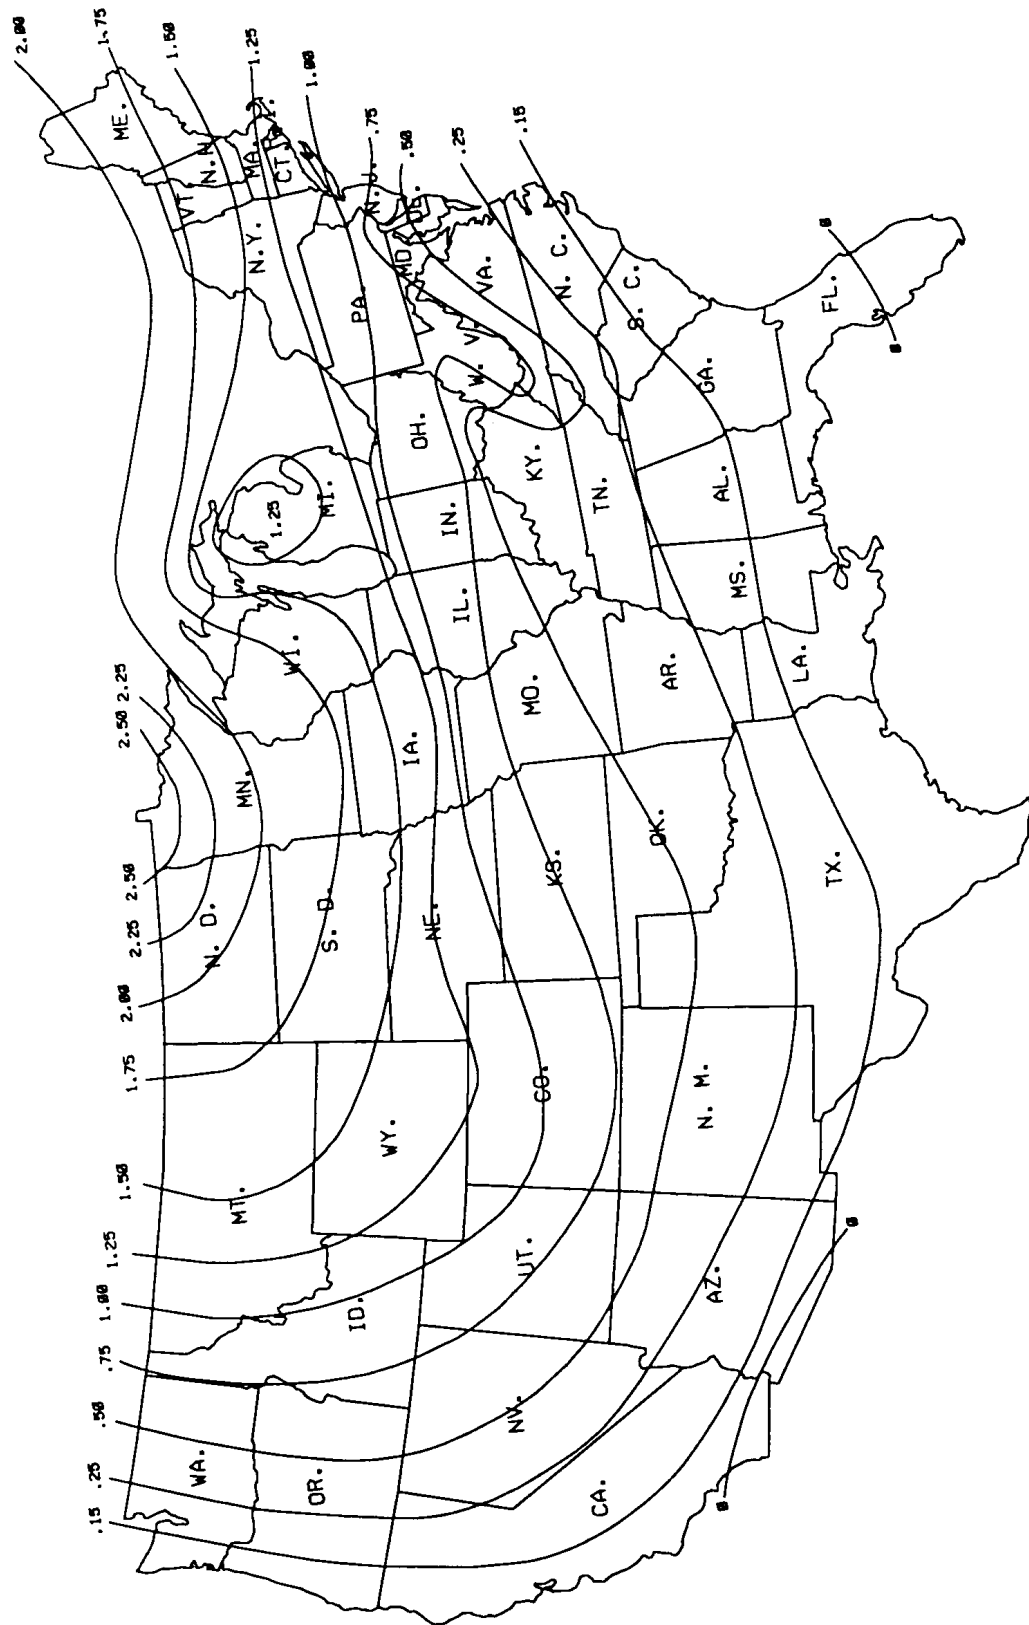 .15
.25
.50
.75
1.00
1.25
1.50
1.75
2.00
2.25
2.50
2.50
2.25
2.00
1.75
1.50
1.25
1.00
.75
.50
.25
.15
WA.
MT.
N. D.
MN.
ME.
VT.
MA.
CT.
N.Y.
OR.
ID.
WY.
S. D.
WI.
1.25
MI.
PA.
N.J.
MD.
NV.
UT.
CO.
NE.
IA.
IL.
IN.
OH.
W. V
VA.
CA.
AZ.
N. M.
KS.
OK.
MO.
AR.
KY.
TN.
N. C.
S. C.
TX.
LA.
MS.
AL.
GA.
FL.
0
0
0
0